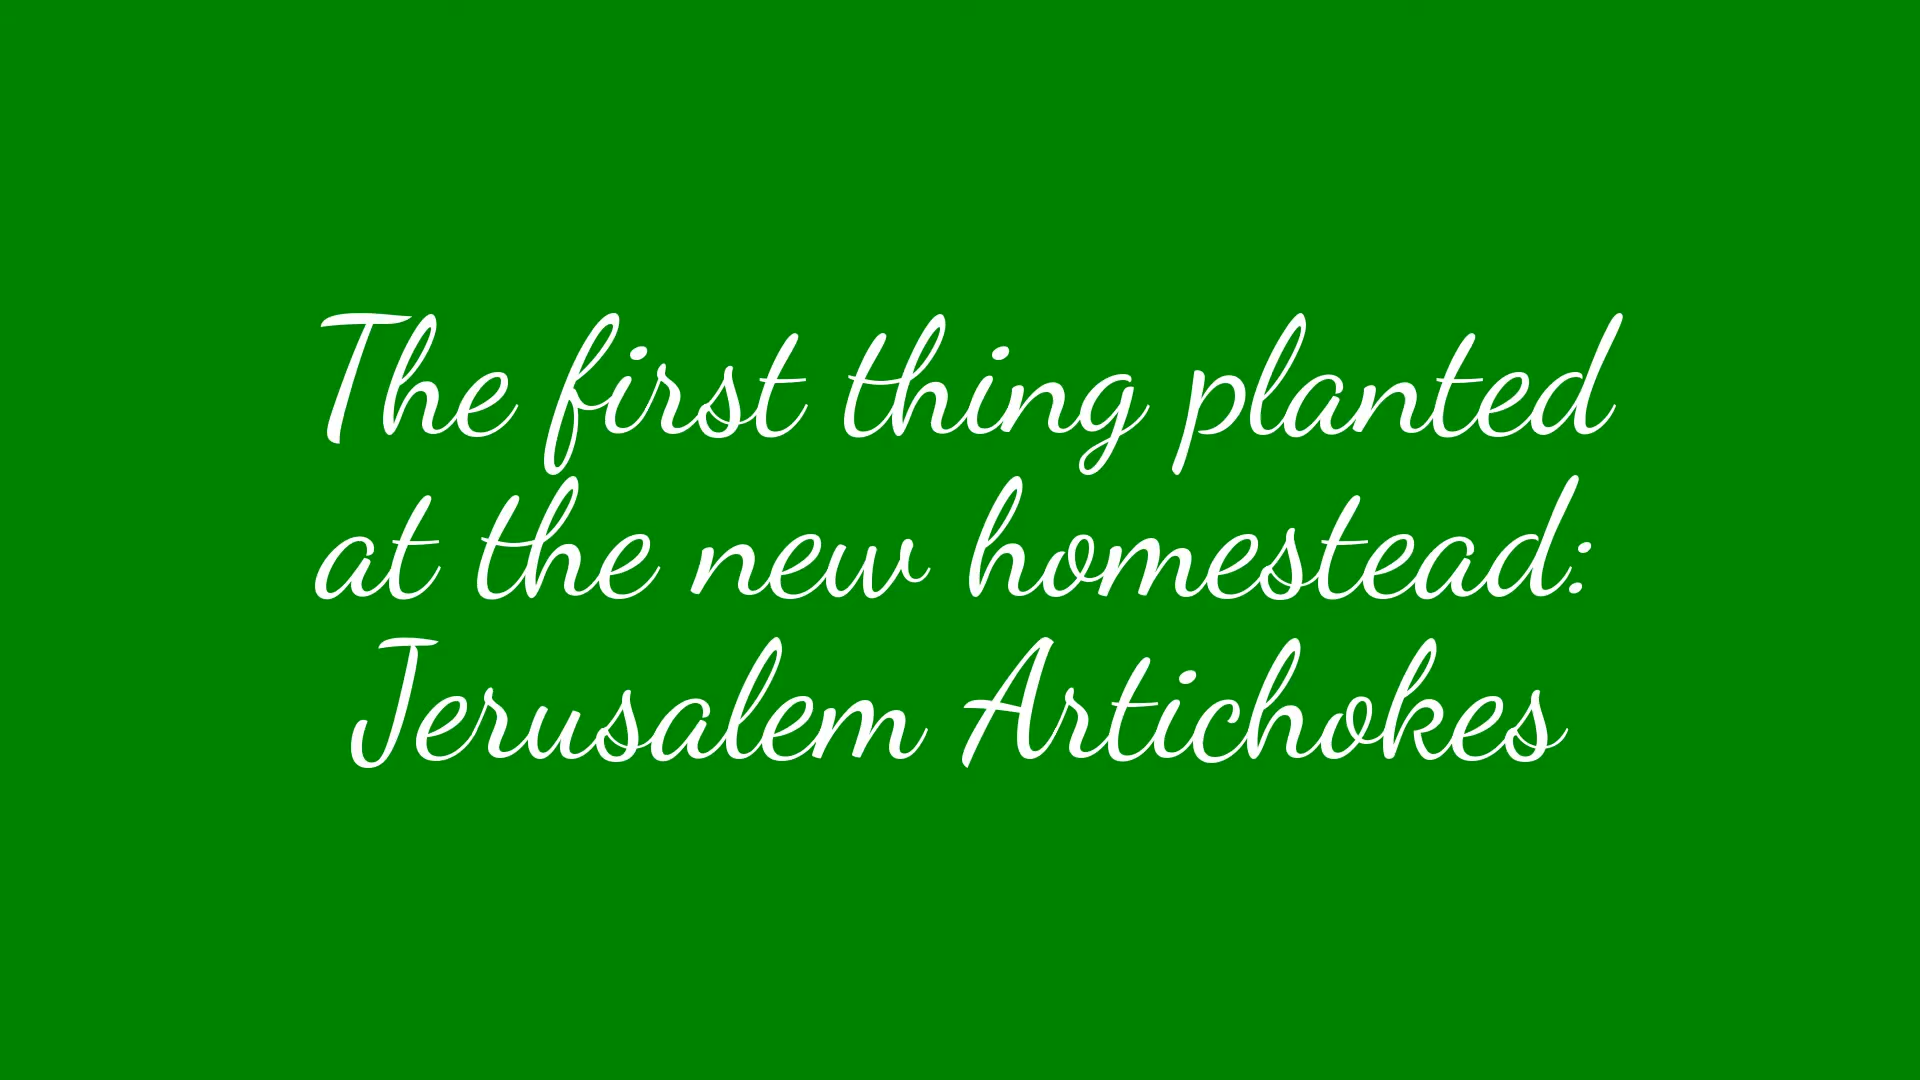 The first thing planted
at the new homestead:
Jerusalem Artichokes